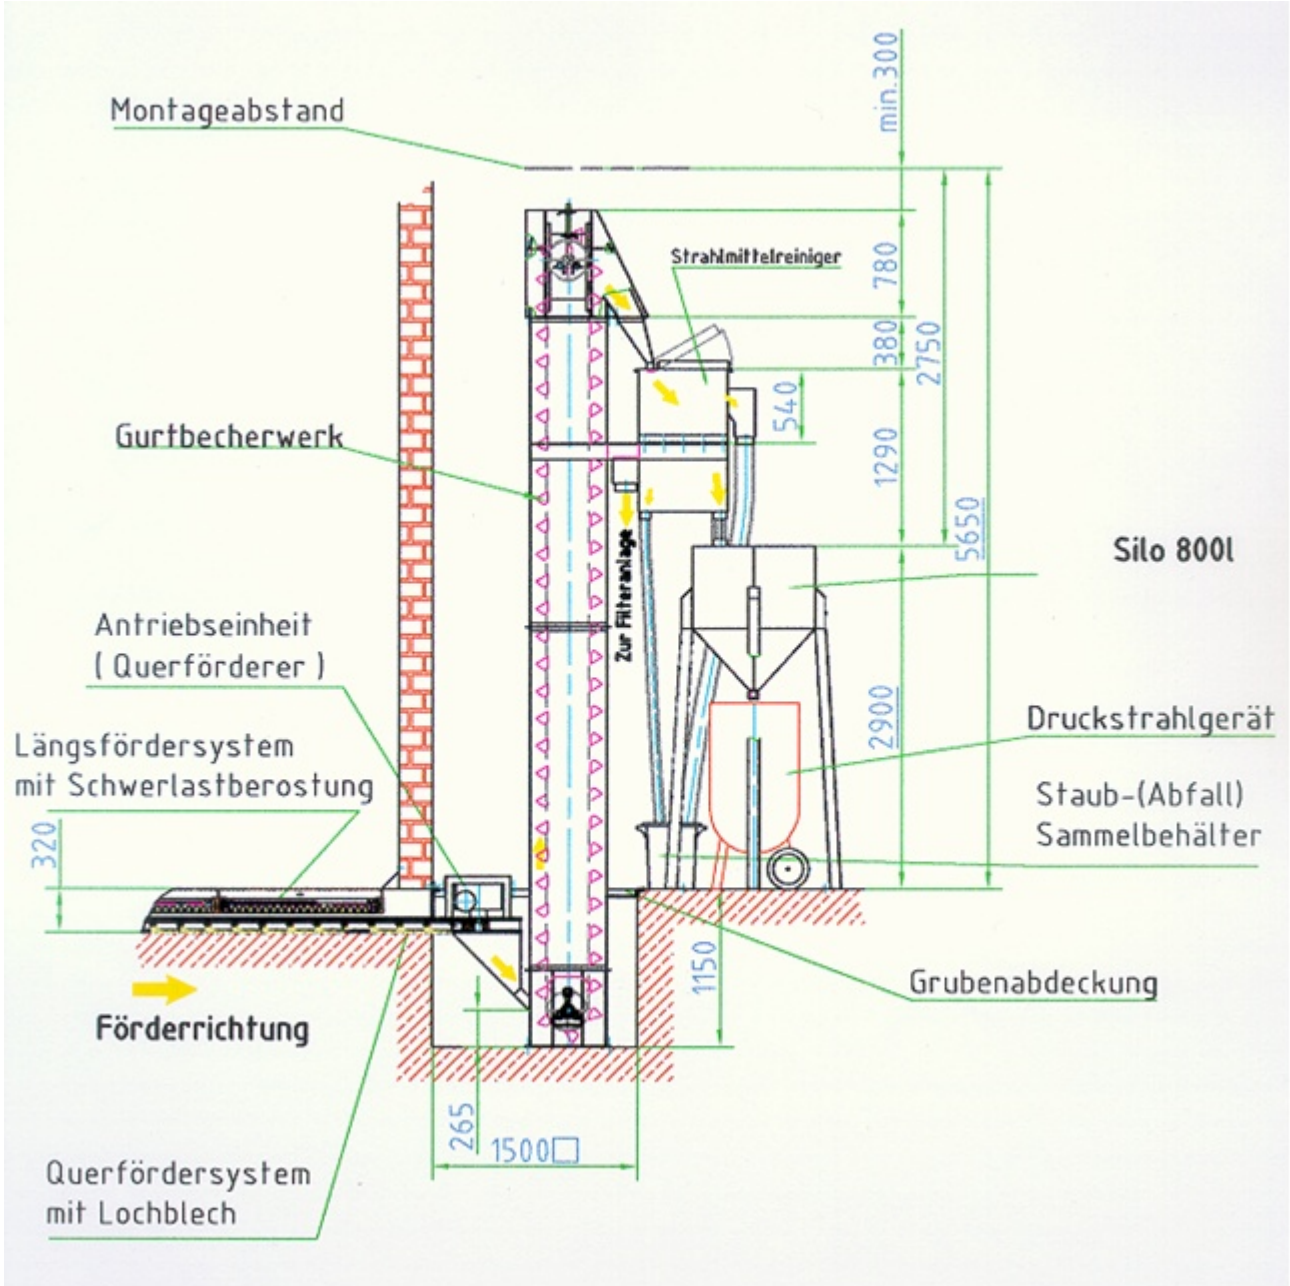 min.300
Montageabstand
Strahlmittelreiniger
780
380
2750
540
Gurtbecherwerk
1290
5650
Silo 800l
Zur Filteranlage
Antriebseinheit
( Querförderer )
2900
Druckstrahlgerät
Längsfördersystem
mit Schwerlastberostung
Staub-(Abfall)
Sammelbehälter
320
1150
Grubenabdeckung
Förderrichtung
265
1500□
Querfördersystem
mit Lochblech